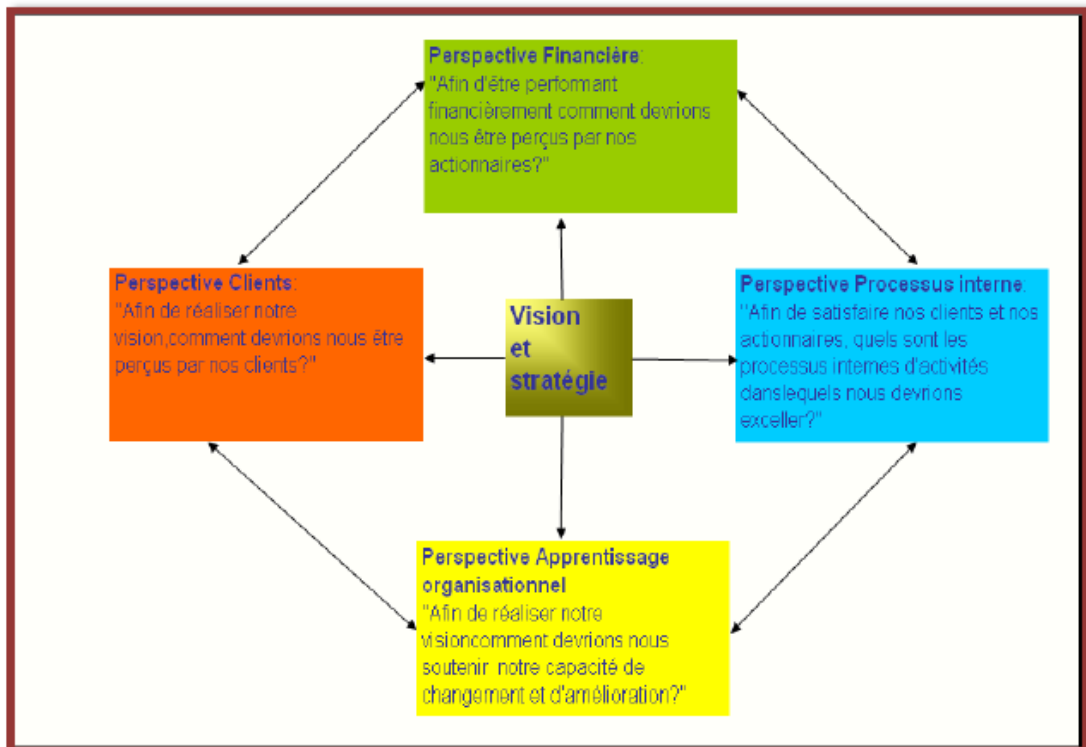 Perspective Financière:
"Afin d'être performant
financièrement comment devrions
nous être perçus par nos
actionnaires?"
Perspective Clients:
"Afin de réaliser notre
vision,comment devrions nous être
perçus par nos clients?"
Vision
et
stratégie
Perspective Processus interne:
"Afin de satisfaire nos clients et nos
actionnaires, quels sont les
processus internes d'activités
danslequels nous devrions
exceller?"
Perspective Apprentissage
organisationnel
"Afin de réaliser notre
visioncomment devrions nous
soutenir notre capacité de
changement et d'amélioration?"